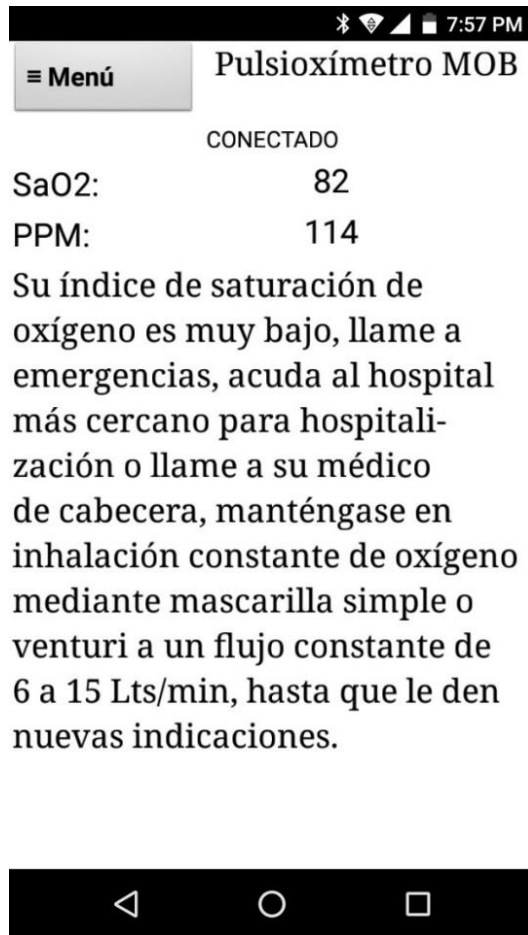 7:57 PM
≡ Menú
Pulsioxímetro MOB
CONECTADO
SaO2: 82
PPM: 114
Su índice de saturación de
oxígeno es muy bajo, llame a
emergencias, acuda al hospital
más cercano para hospitali-
zación o llame a su médico
de cabecera, manténgase en
inhalación constante de oxígeno
mediante mascarilla simple o
venturi a un flujo constante de
6 a 15 Lts/min, hasta que le den
nuevas indicaciones.